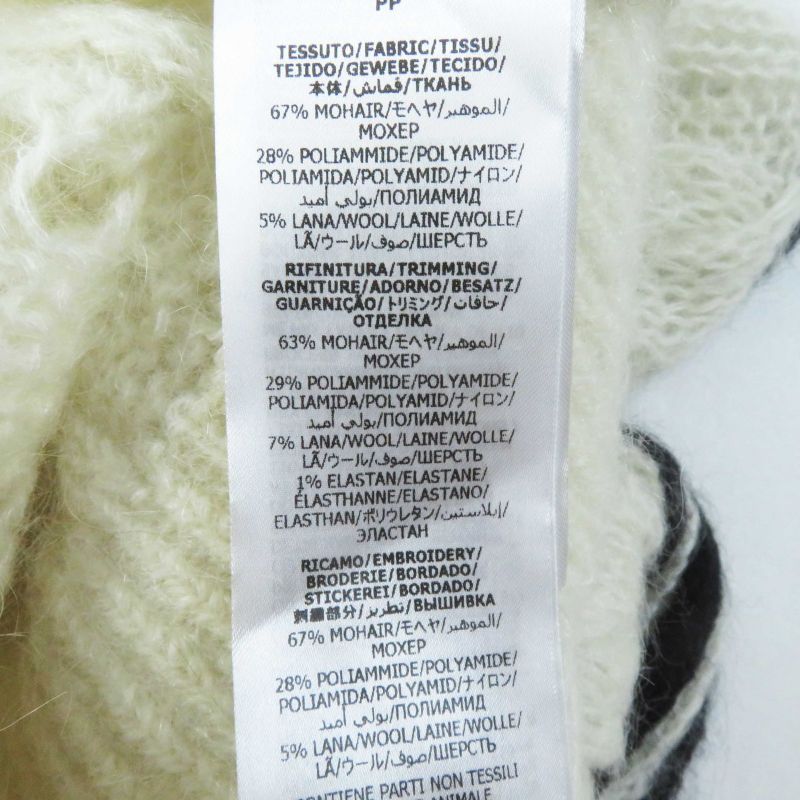 PP
TESSUTO/FABRIC/TISSU/
TEJIDO/GEWEBE/TECIDO/
本体/قماش/ТКАНЬ
67% MOHAIR/モヘヤ/الموهير/
МОХЕР
28% POLIAMMIDE/POLYAMIDE/
POLIAMIDA/POLYAMID/ナイロン/
بولي أميد/ПОЛИАМИД
5% LANA/WOOL/LAINE/WOLLE/
LÃ/ウール/صوف/ШЕРСТЬ
RIFINITURA/TRIMMING/
GARNITURE/ADORNO/BESATZ/
GUARNIÇÃO/トリミング/حافات/
ОТДЕЛКА
63% MOHAIR/モヘヤ/الموهير/
МОХЕР
29% POLIAMMIDE/POLYAMIDE/
POLIAMIDA/POLYAMID/ナイロン/
بولي أميد/ПОЛИАМИД
7% LANA/WOOL/LAINE/WOLLE/
LÃ/ウール/صوف/ШЕРСТЬ
1% ELASTAN/ELASTANE/
ÉLASTHANNE/ELASTANO/
ELASTHAN/ポリウレタン/إيلاستين/
ЭЛАСТАН
RICAMO/EMBROIDERY/
BRODERIE/BORDADO/
STICKEREI/BORDADO/
刺繍部分/تطريز/ВЫШИВКА
67% MOHAIR/モヘヤ/الموهير/
МОХЕР
28% POLIAMMIDE/POLYAMIDE/
POLIAMIDA/POLYAMID/ナイロン/
بولي أميد/ПОЛИАМИД
5% LANA/WOOL/LAINE/WOLLE/
LÃ/ウール/صوف/ШЕРСТЬ
CONTIENE PARTI NON TESSILI
ANIMALE